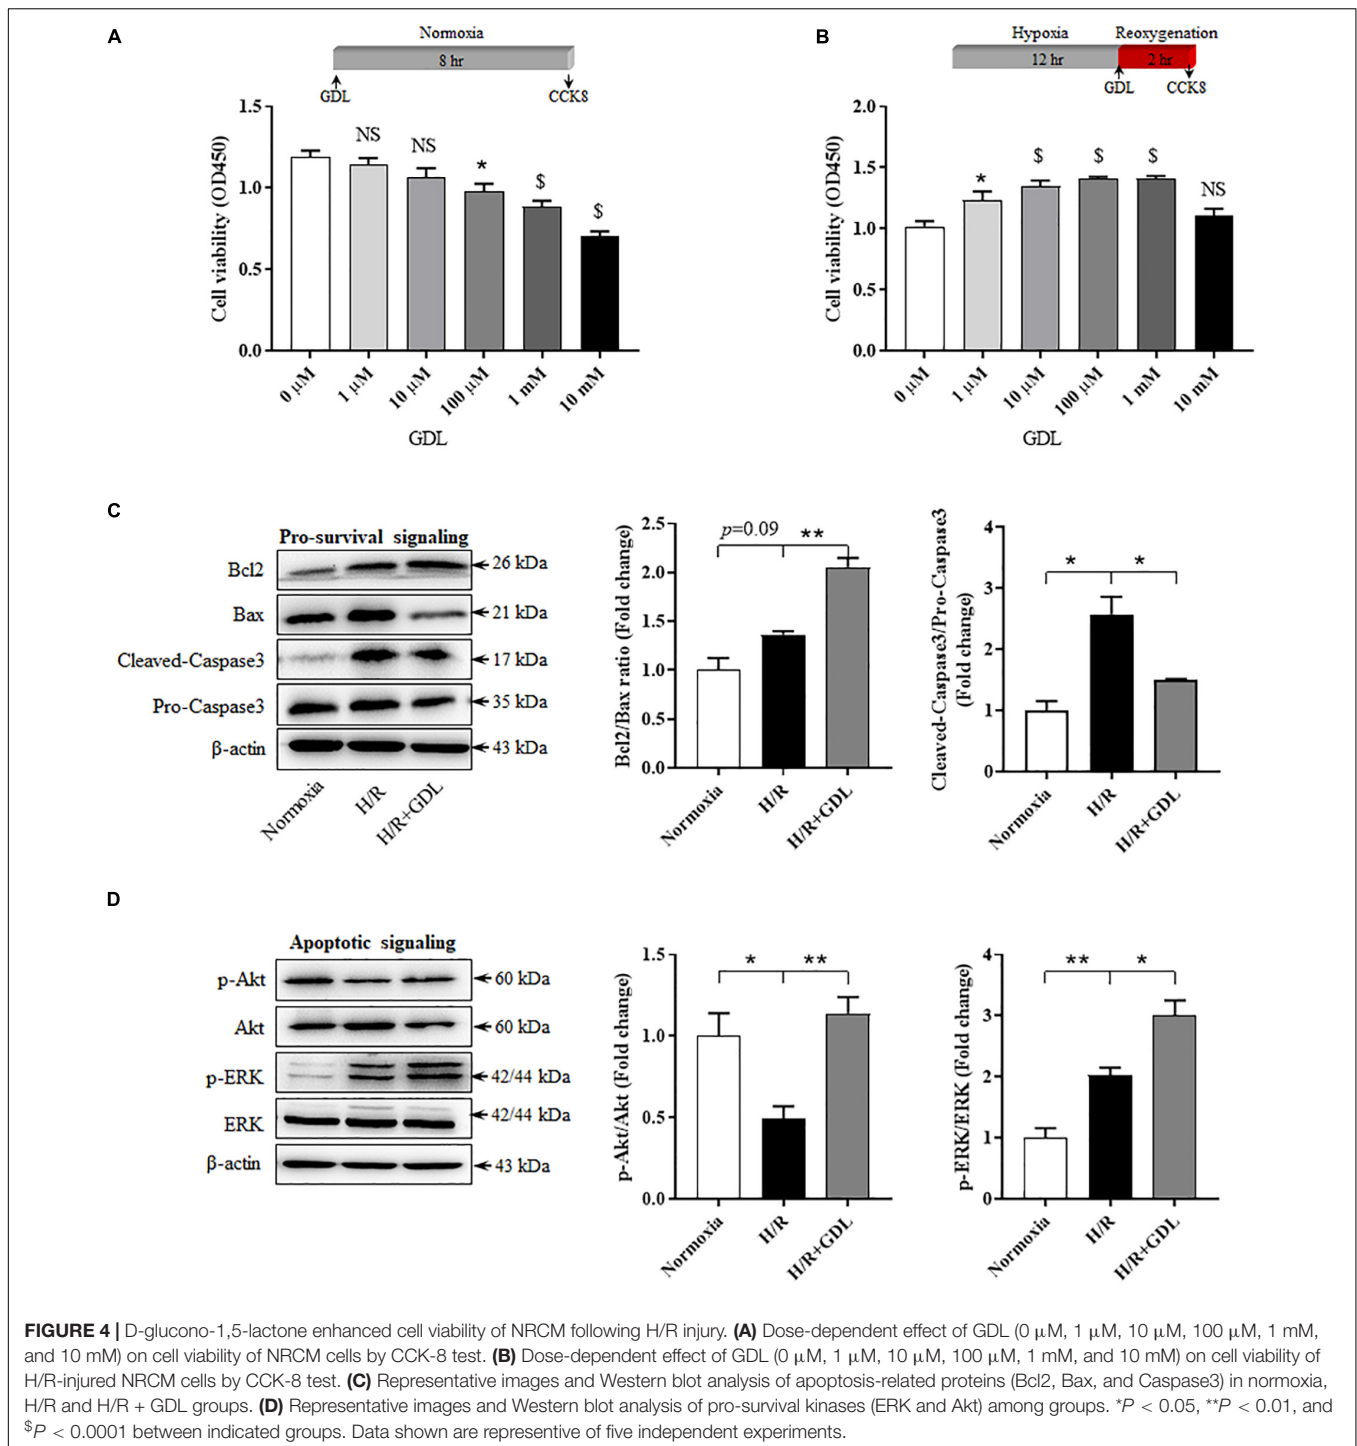 A
Normoxia
8 hr
GDL
CCK8
Cell viability (OD450)
1.5
1.0
0.5
0.0
NS
NS
*
$
$
0 μM
1 μM
10 μM
100 μM
1 mM
10 mM
GDL
B
Hypoxia
Reoxygenation
12 hr
2 hr
GDL
CCK8
Cell viability (OD450)
2.0
1.5
1.0
0.5
0.0
*
$
$
$
NS
0 μM
1 μM
10 μM
100 μM
1 mM
10 mM
GDL
C
Pro-survival signaling
Bcl2
26 kDa
Bax
21 kDa
Cleaved-Caspase3
17 kDa
Pro-Caspase3
35 kDa
β-actin
43 kDa
Normoxia
H/R
H/R+GDL
Bcl2/Bax ratio (Fold change)
2.5
2.0
1.5
1.0
0.5
0.0
p=0.09
**
Normoxia
H/R
H/R+GDL
Cleaved-Caspase3/Pro-Caspase3
(Fold change)
4
3
2
1
0
*
*
Normoxia
H/R
H/R+GDL
D
Apoptotic signaling
p-Akt
60 kDa
Akt
60 kDa
p-ERK
42/44 kDa
ERK
42/44 kDa
β-actin
43 kDa
p-Akt/Akt (Fold change)
1.5
1.0
0.5
0.0
*
**
Normoxia
H/R
H/R+GDL
p-ERK/ERK (Fold change)
4
3
2
1
0
**
*
Normoxia
H/R
H/R+GDL
FIGURE 4 | D-glucono-1,5-lactone enhanced cell viability of NRCM following H/R injury. (A) Dose-dependent effect of GDL (0 μM, 1 μM, 10 μM, 100 μM, 1 mM,
and 10 mM) on cell viability of NRCM cells by CCK-8 test. (B) Dose-dependent effect of GDL (0 μM, 1 μM, 10 μM, 100 μM, 1 mM, and 10 mM) on cell viability of
H/R-injured NRCM cells by CCK-8 test. (C) Representative images and Western blot analysis of apoptosis-related proteins (Bcl2, Bax, and Caspase3) in normoxia,
H/R and H/R + GDL groups. (D) Representative images and Western blot analysis of pro-survival kinases (ERK and Akt) among groups. *P < 0.05, **P < 0.01, and
$P < 0.0001 between indicated groups. Data shown are representive of five independent experiments.